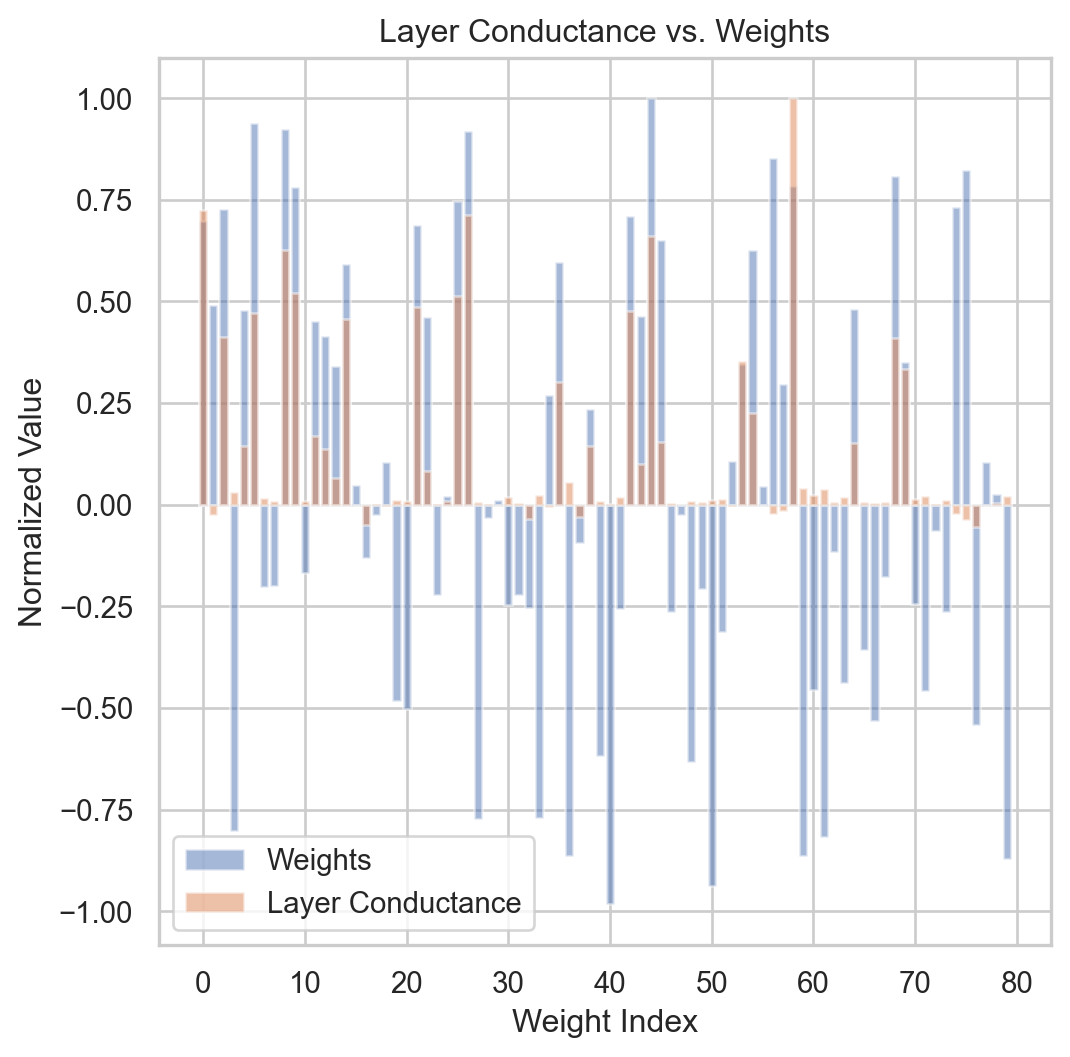 Layer Conductance vs. Weights
1.00
0.75
0.50
0.25
0.00
−0.25
−0.50
−0.75
−1.00
Normalized Value
Weights
Layer Conductance
0 10 20 30 40 50 60 70 80
Weight Index